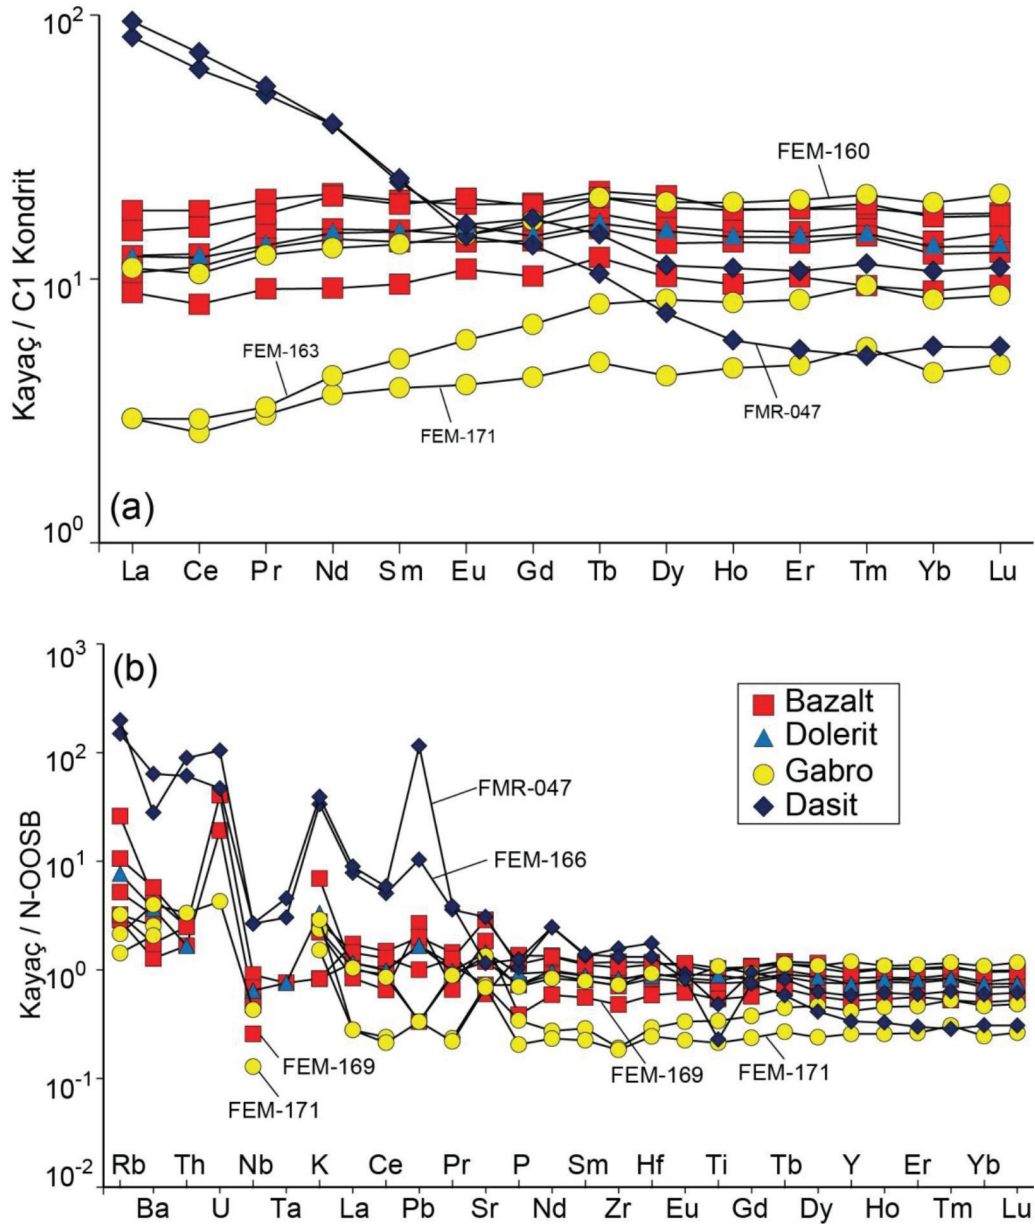 10²
FEM-160
Kayaç / C1 Kondrit
10¹
FEM-163
FEM-171
FMR-047
(a)
10⁰
La Ce Pr Nd Sm Eu Gd Tb Dy Ho Er Tm Yb Lu
10³
(b)
Bazalt
Dolerit
Gabro
Dasit
10²
FMR-047
FEM-166
10¹
Kayaç / N-OOSB
10⁰
FEM-169
FEM-169
FEM-171
10⁻¹
FEM-171
Rb Th Nb K Ce Pr P Sm Hf Ti Tb Y Er Yb
10⁻²
Ba U Ta La Pb Sr Nd Zr Eu Gd Dy Ho Tm Lu